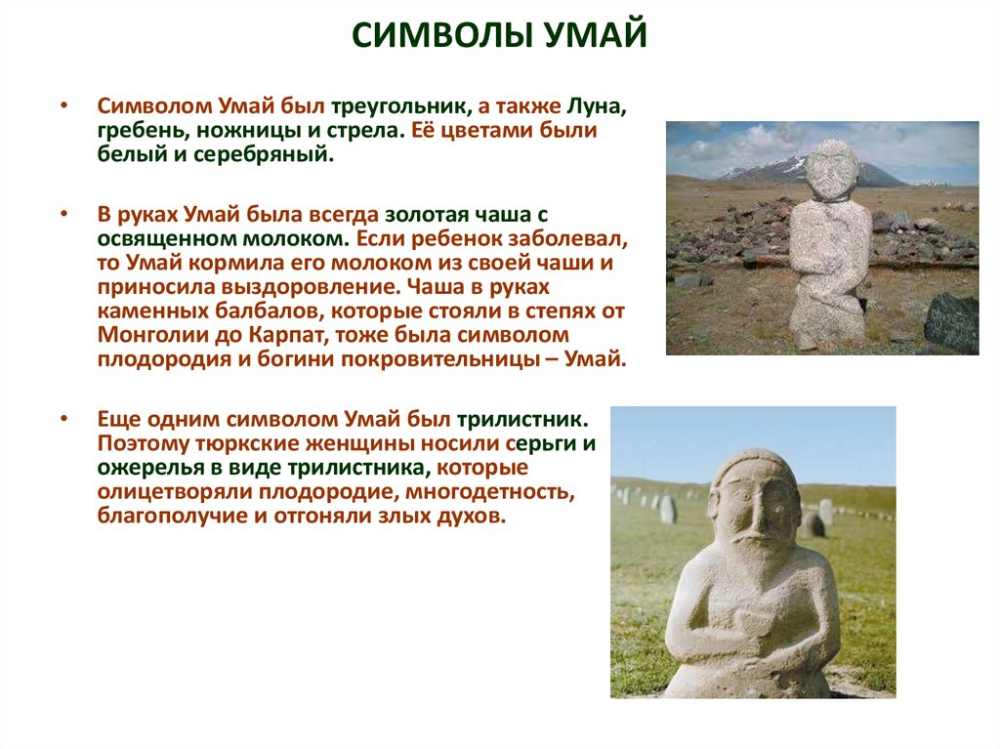 СИМВОЛЫ УМАЙ
• Символом Умай был треугольник, а также Луна,
гребень, ножницы и стрела. Её цветами были
белый и серебряный.
• В руках Умай была всегда золотая чаша с
освященном молоком. Если ребенок заболевал,
то Умай кормила его молоком из своей чаши и
приносила выздоровление. Чаша в руках
каменных балбалов, которые стояли в степях от
Монголии до Карпат, тоже была символом
плодородия и богини покровительницы – Умай.
• Еще одним символом Умай был трилистник.
Поэтому тюркские женщины носили серьги и
ожерелья в виде трилистника, которые
олицетворяли плодородие, многодетность,
благополучие и отгоняли злых духов.